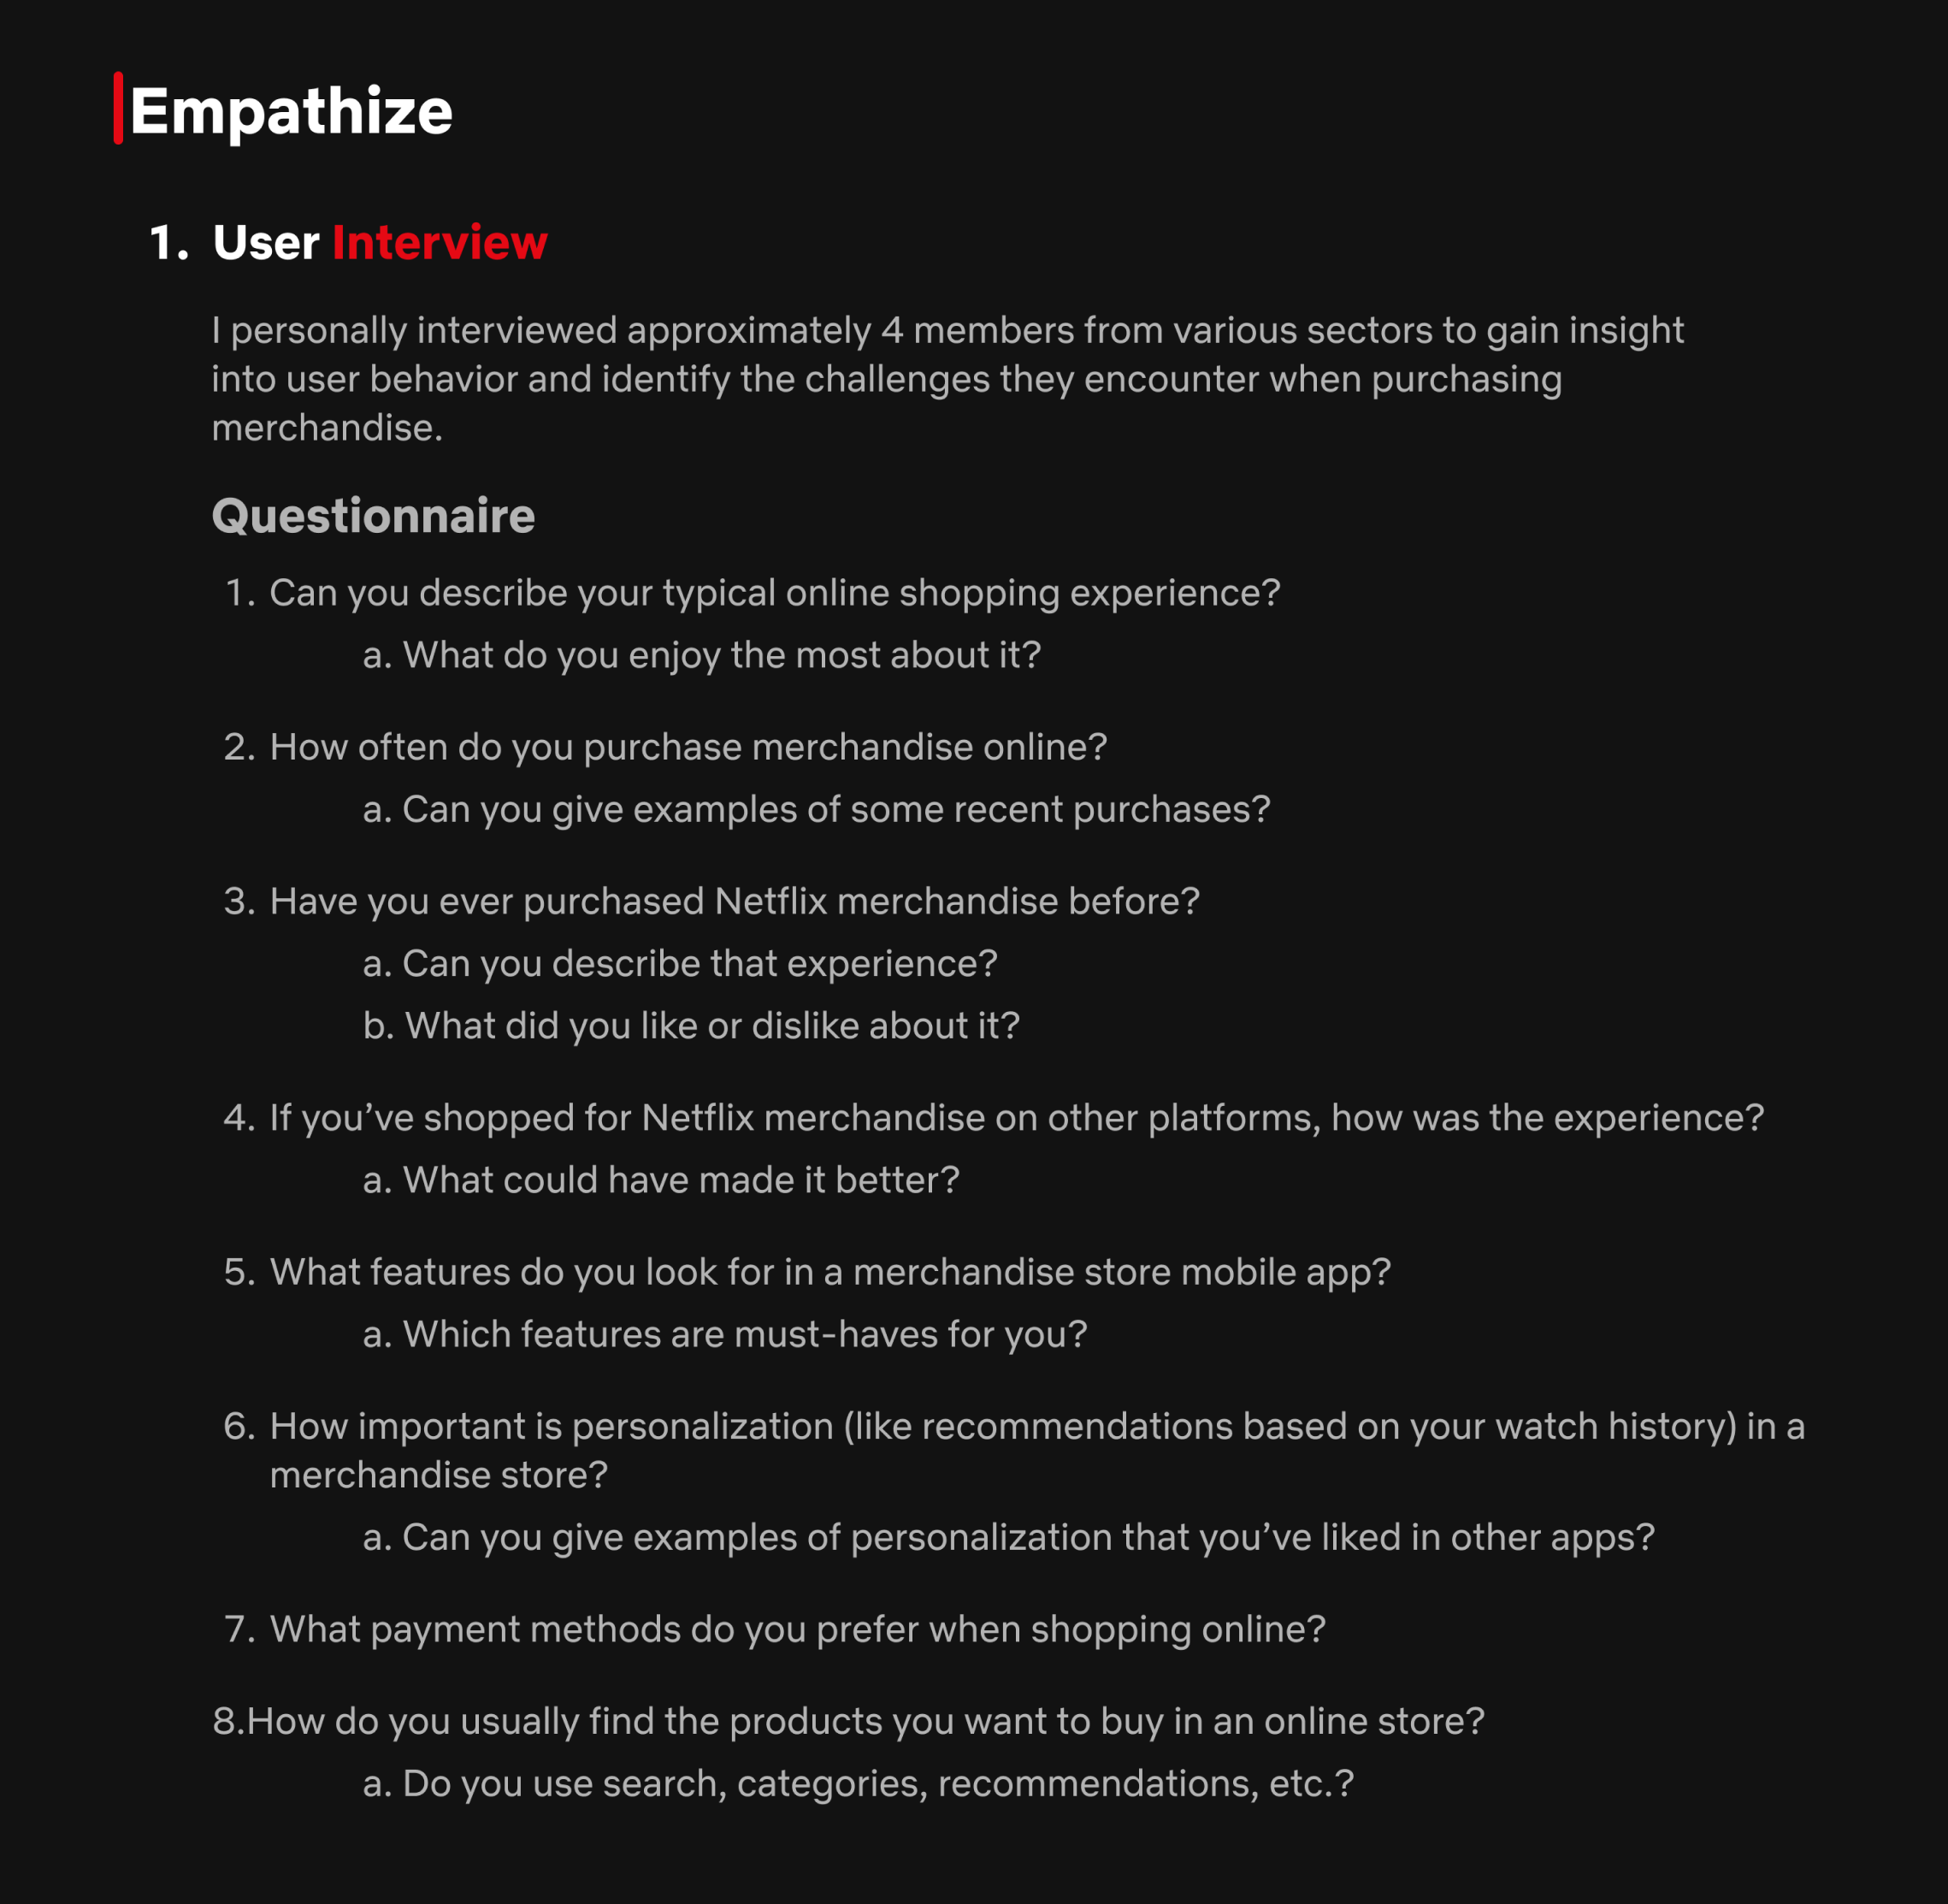 Empathize
1. User Interview
I personally interviewed approximately 4 members from various sectors to gain insight
into user behavior and identify the challenges they encounter when purchasing
merchandise.
Questionnaire
1. Can you describe your typical online shopping experience?
a. What do you enjoy the most about it?
2. How often do you purchase merchandise online?
a. Can you give examples of some recent purchases?
3. Have you ever purchased Netflix merchandise before?
a. Can you describe that experience?
b. What did you like or dislike about it?
4. If you’ve shopped for Netflix merchandise on other platforms, how was the experience?
a. What could have made it better?
5. What features do you look for in a merchandise store mobile app?
a. Which features are must-haves for you?
6. How important is personalization (like recommendations based on your watch history) in a
merchandise store?
a. Can you give examples of personalization that you’ve liked in other apps?
7. What payment methods do you prefer when shopping online?
8.How do you usually find the products you want to buy in an online store?
a. Do you use search, categories, recommendations, etc.?